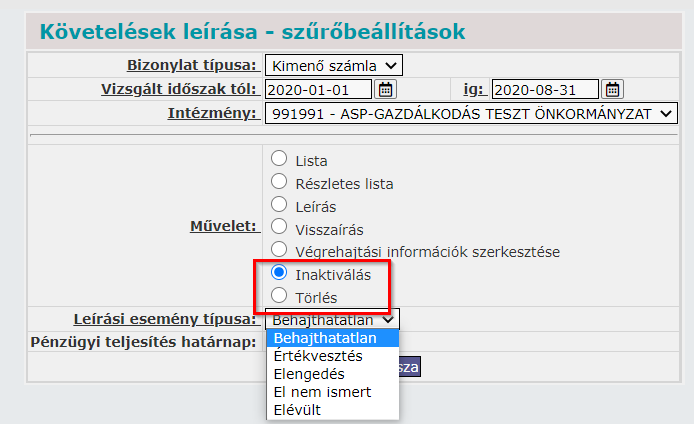 Követelések leírása - szűrőbeállítások
Bizonylat típusa: Kimenő számla
Vizsgált időszak tól: 2020-01-01 ig: 2020-08-31
Intézmény: 991991 - ASP-GAZDÁLKODÁS TESZT ÖNKORMÁNYZAT
Művelet:
Lista
Részletes lista
Leírás
Visszaírás
Végrehajtási információk szerkesztése
Inaktiválás
Törlés
Leírási esemény típusa: Behajthatatlan
Behajthatatlan
Pénzügyi teljesítés határnap:
Értékvesztés
Elengedés
El nem ismert
Elévült